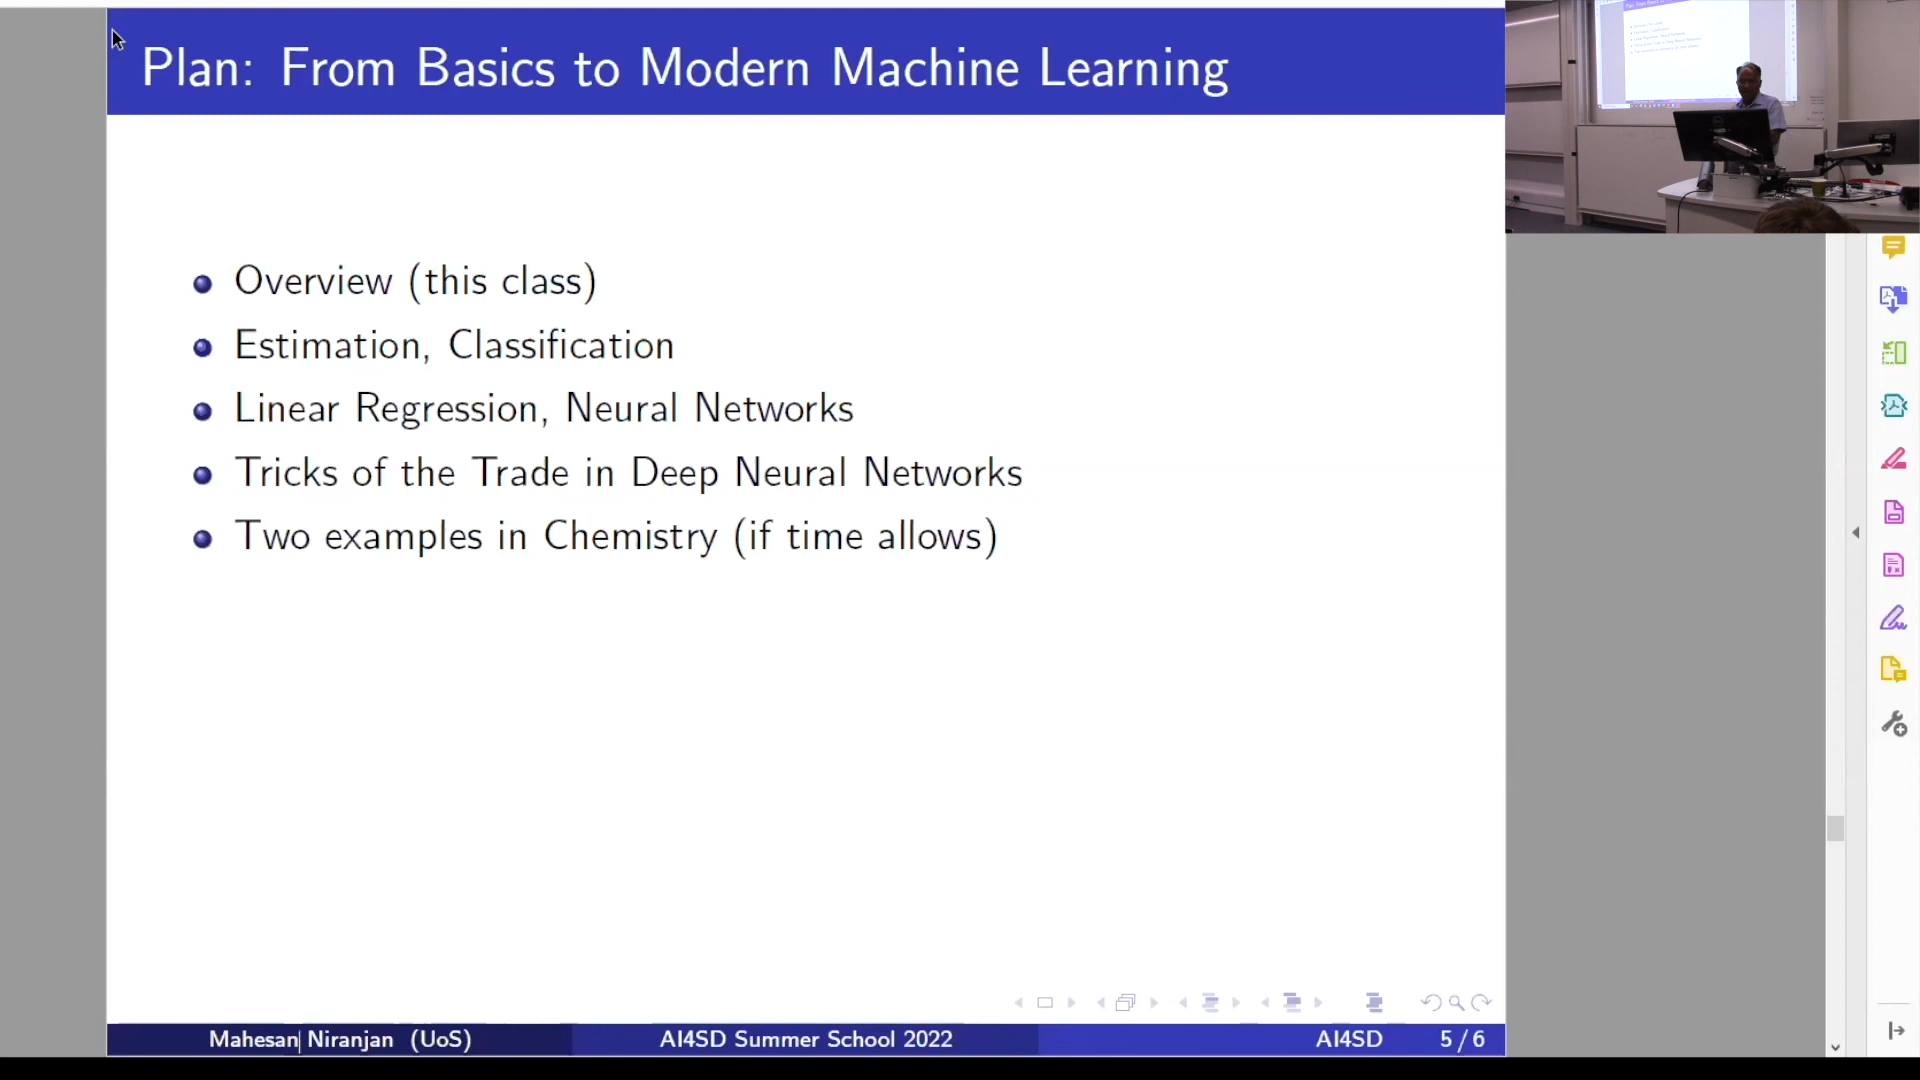 Plan: From Basics to Modern Machine Learning
Overview (this class)
Estimation, Classification
Linear Regression, Neural Networks
Tricks of the Trade in Deep Neural Networks
Two examples in Chemistry (if time allows)
Mahesan Niranjan (UoS) AI4SD Summer School 2022 AI4SD 5 / 6